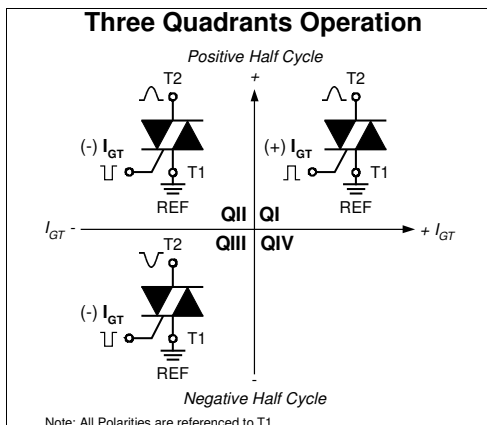 Three Quadrants Operation
Positive Half Cycle
+
T2
T2
(-) IGT
(+) IGT
T1
T1
REF
REF
QII QI
IGT -
+ IGT
QIII QIV
T2
(-) IGT
T1
REF
-
Negative Half Cycle
Note: All Polarities are referenced to T1